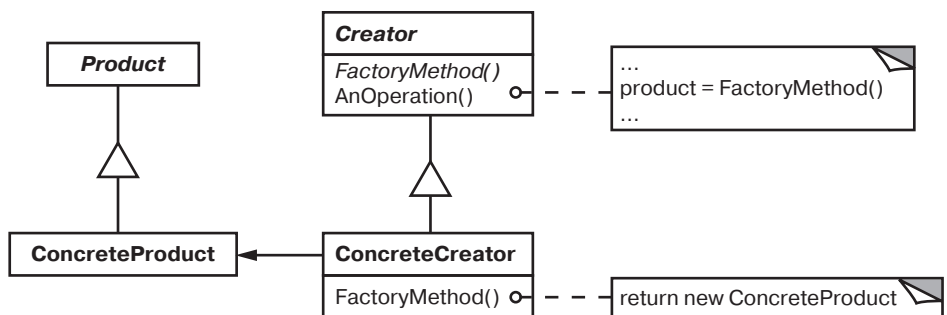 Product
Creator
FactoryMethod()
AnOperation()
...
product = FactoryMethod()
...
ConcreteProduct
ConcreteCreator
FactoryMethod()
return new ConcreteProduct